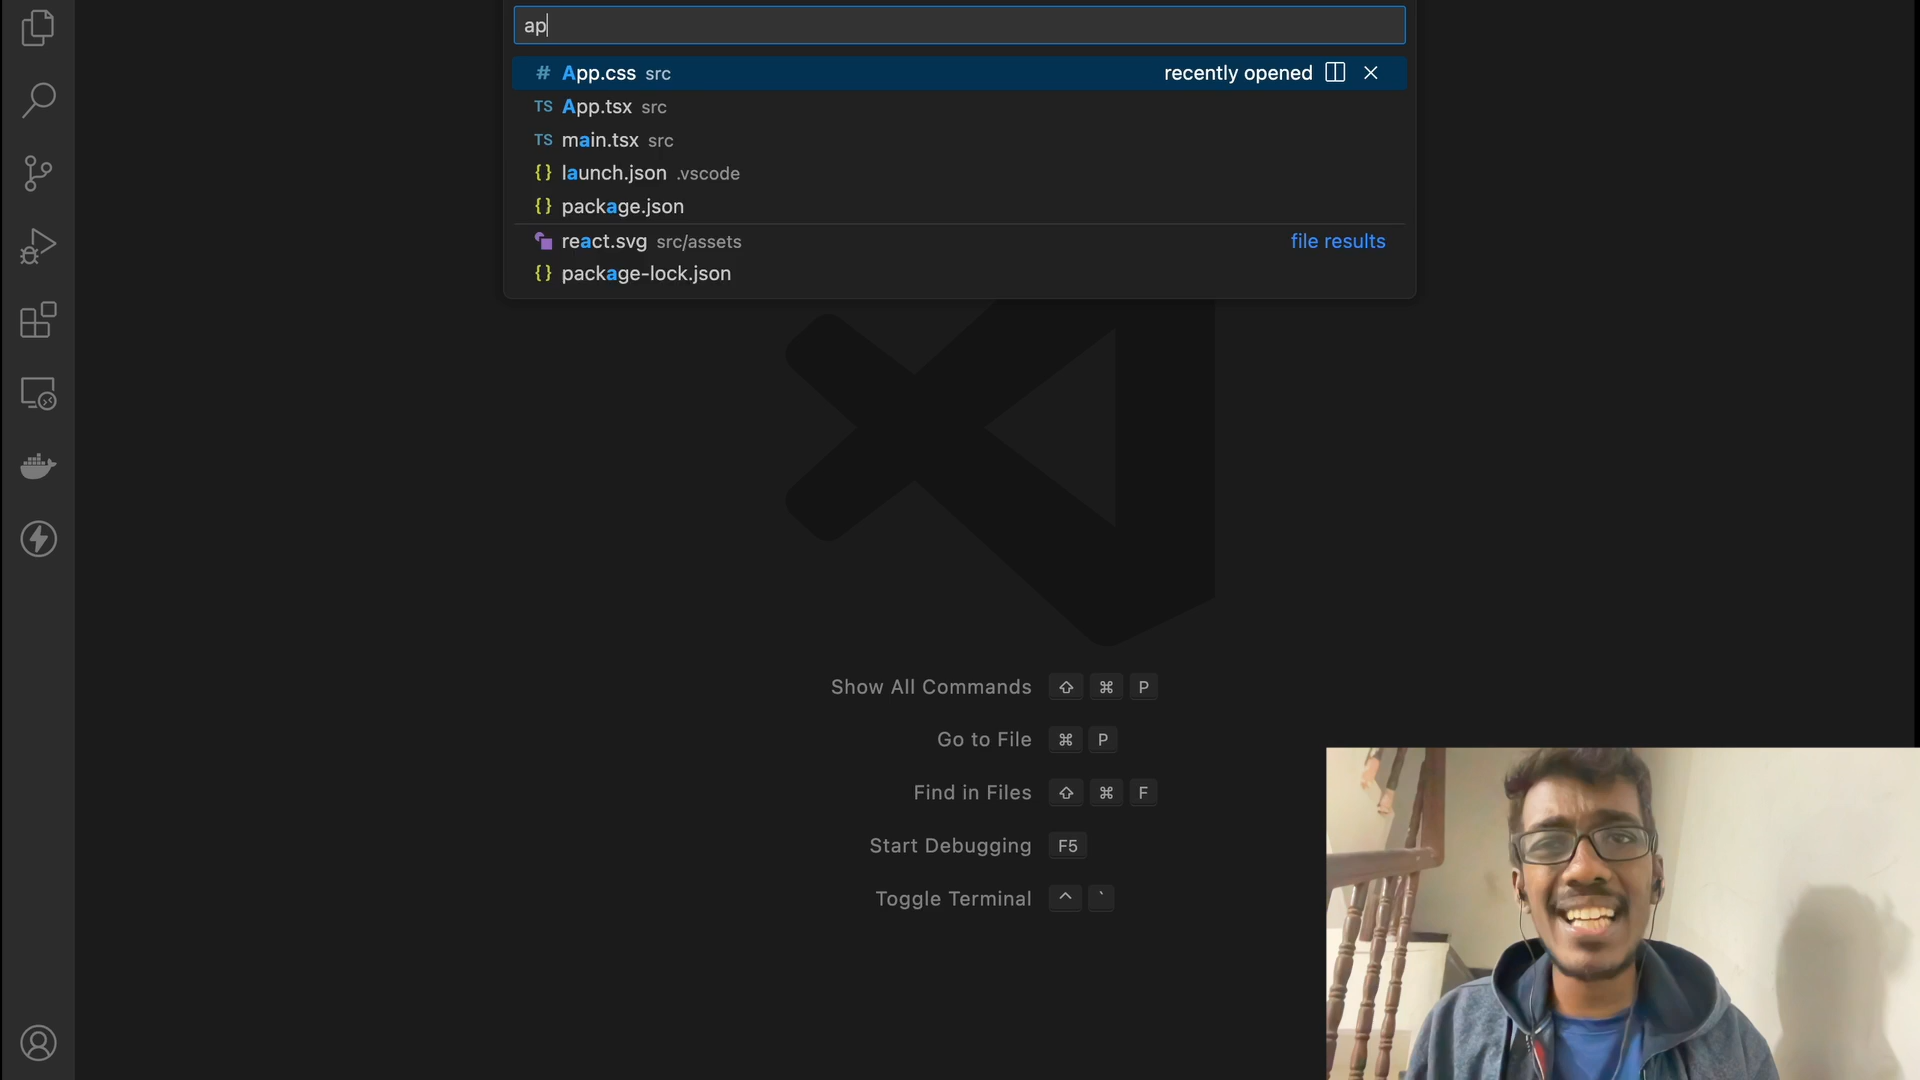 ap
# App.css src recently opened
TS App.tsx src
TS main.tsx src
{} launch.json .vscode
{} package.json
react.svg src/assets file results
{} package-lock.json
Show All Commands ⇧ ⌘ P
Go to File ⌘ P
Find in Files ⇧ ⌘ F
Start Debugging F5
Toggle Terminal ^ `